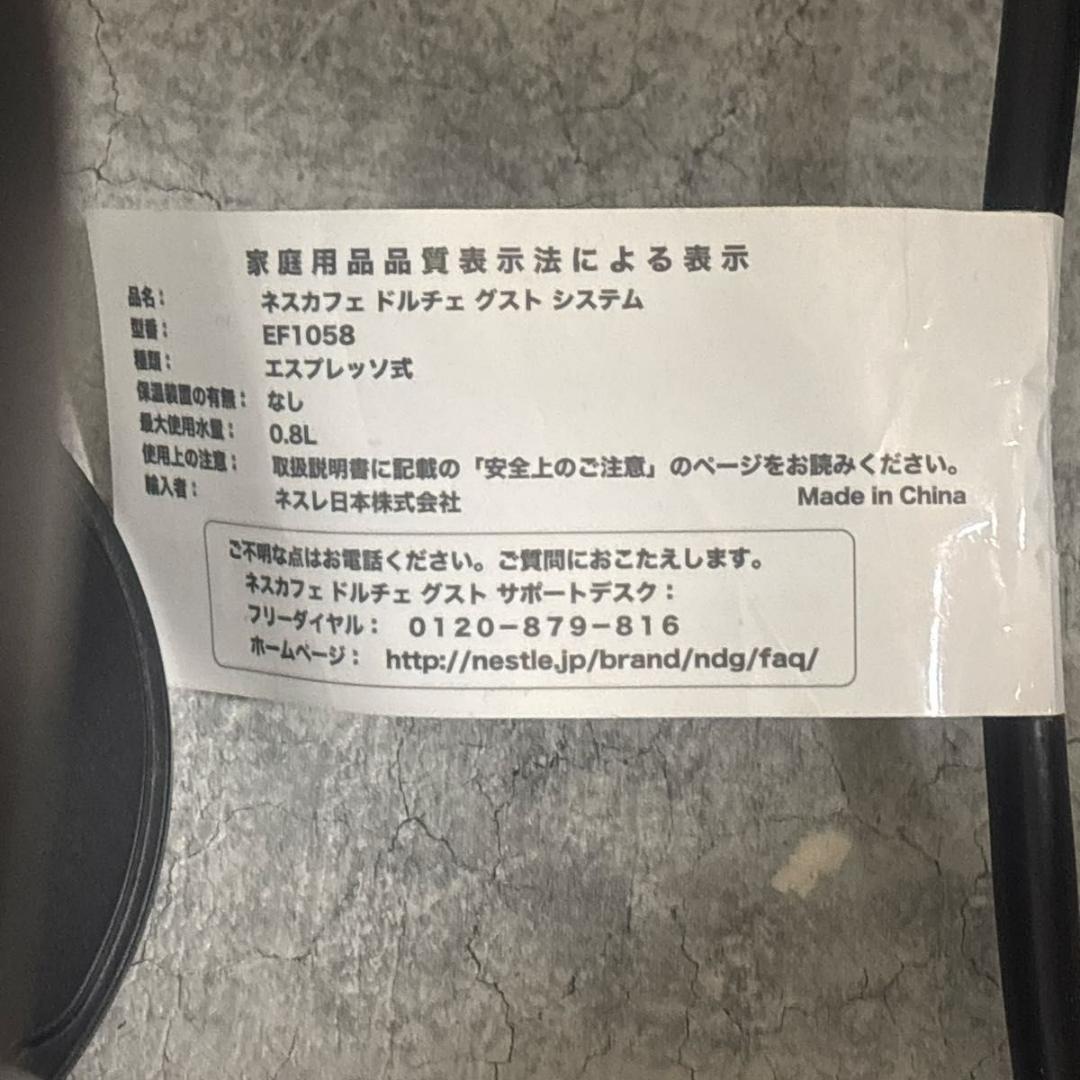 家庭用品品質表示法による表示
品名： ネスカフェ ドルチェ グスト システム
型番： EF1058
種類： エスプレッソ式
保温装置の有無： なし
最大使用水量： 0.8L
使用上の注意： 取扱説明書に記載の「安全上のご注意」のページをお読みください。
輸入者： ネスレ日本株式会社 Made in China
ご不明な点はお電話ください。ご質問におこたえします。
ネスカフェ ドルチェ グスト サポートデスク：
フリーダイヤル： 0120−879−816
ホームページ： http://nestle.jp/brand/ndg/faq/